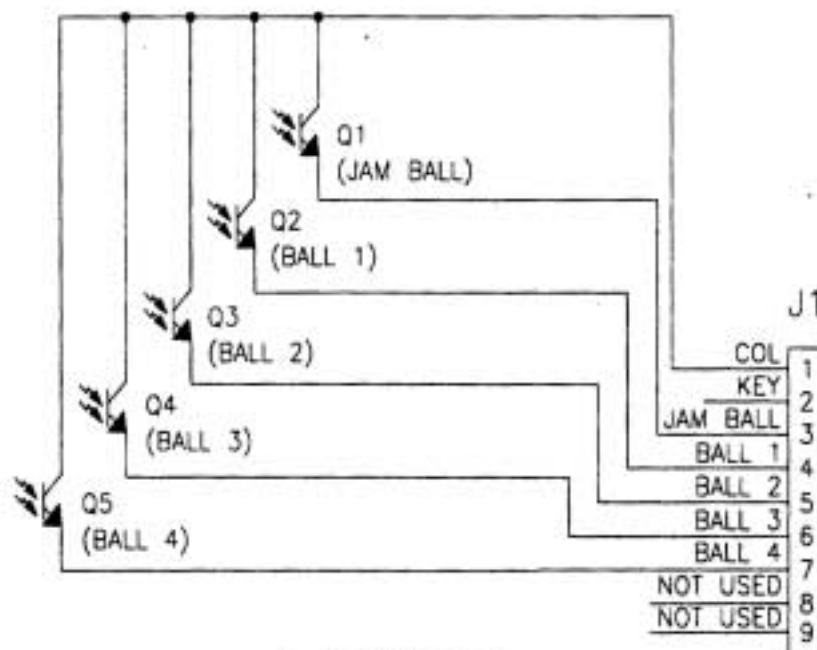 Q1
(JAM BALL)
Q2
(BALL 1)
Q3
(BALL 2)
Q4
(BALL 3)
Q5
(BALL 4)
J1
COL 1
KEY 2
JAM BALL 3
BALL 1 4
BALL 2 5
BALL 3 6
BALL 4 7
NOT USED 8
NOT USED 9